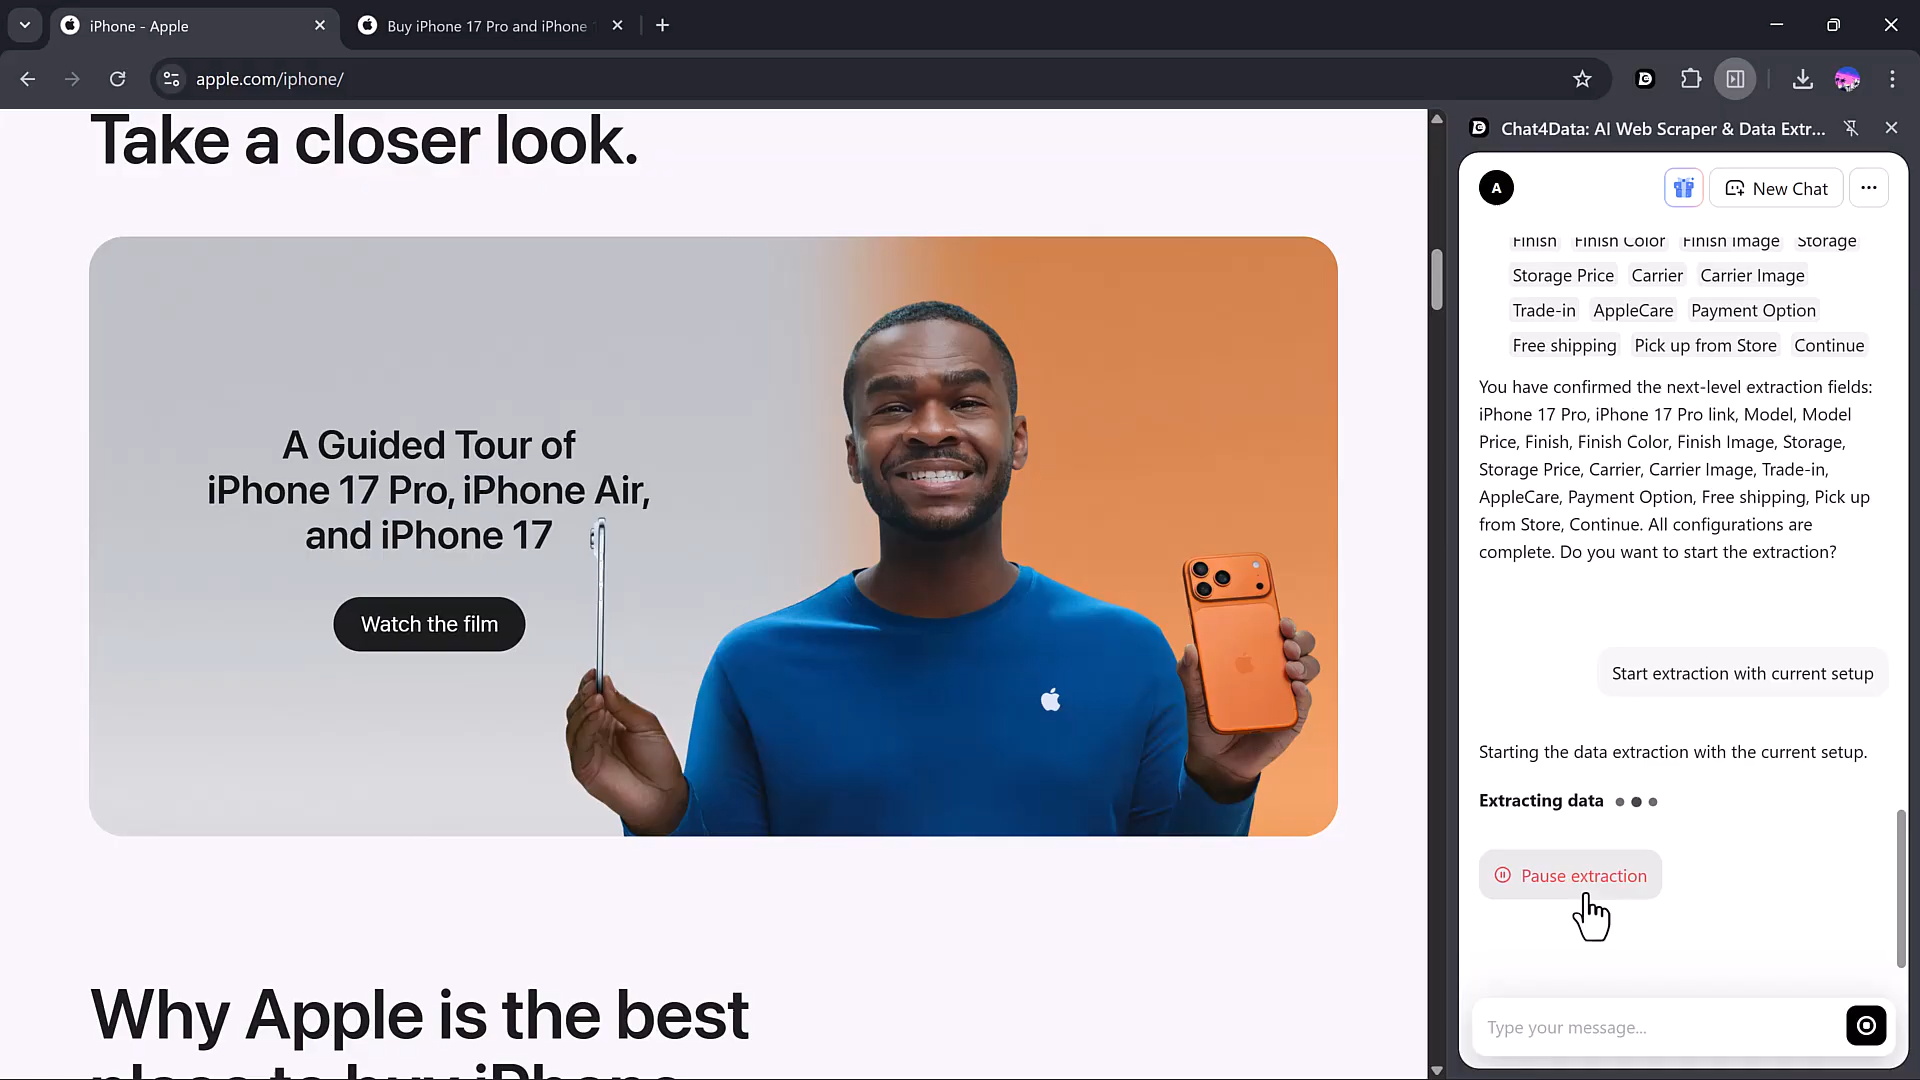 iPhone - Apple
Buy iPhone 17 Pro and iPhone
apple.com/iphone/
Take a closer look.
A Guided Tour of
iPhone 17 Pro, iPhone Air,
and iPhone 17
Watch the film
Why Apple is the best
place to buy iPhone
Chat4Data: AI Web Scraper & Data Extr...
A
New Chat
Finish Finish Color Finish Image Storage
Storage Price Carrier Carrier Image
Trade-in AppleCare Payment Option
Free shipping Pick up from Store Continue
You have confirmed the next-level extraction fields:
iPhone 17 Pro, iPhone 17 Pro link, Model, Model
Price, Finish, Finish Color, Finish Image, Storage,
Storage Price, Carrier, Carrier Image, Trade-in,
AppleCare, Payment Option, Free shipping, Pick up
from Store, Continue. All configurations are
complete. Do you want to start the extraction?
Start extraction with current setup
Starting the data extraction with the current setup.
Extracting data
Pause extraction
Type your message...